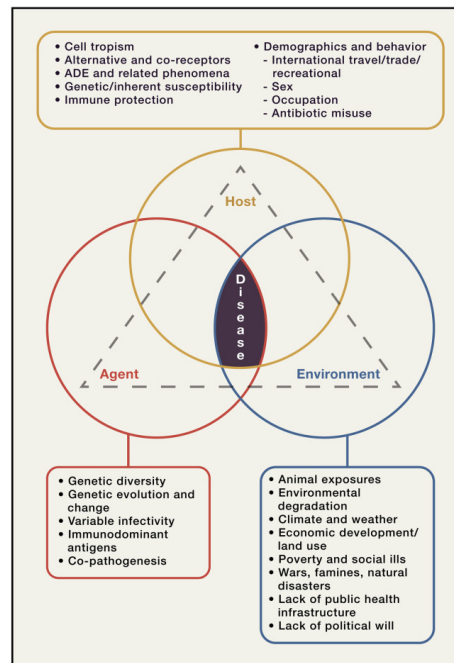 • Cell tropism
• Alternative and co-receptors
• ADE and related phenomena
• Genetic/inherent susceptibility
• Immune protection
• Demographics and behavior
- International travel/trade/
recreational
- Sex
- Occupation
- Antibiotic misuse
Host
Disease
Agent
Environment
• Genetic diversity
• Genetic evolution and
change
• Variable infectivity
• Immunodominant
antigens
• Co-pathogenesis
• Animal exposures
• Environmental
degradation
• Climate and weather
• Economic development/
land use
• Poverty and social ills
• Wars, famines, natural
disasters
• Lack of public health
infrastructure
• Lack of political will